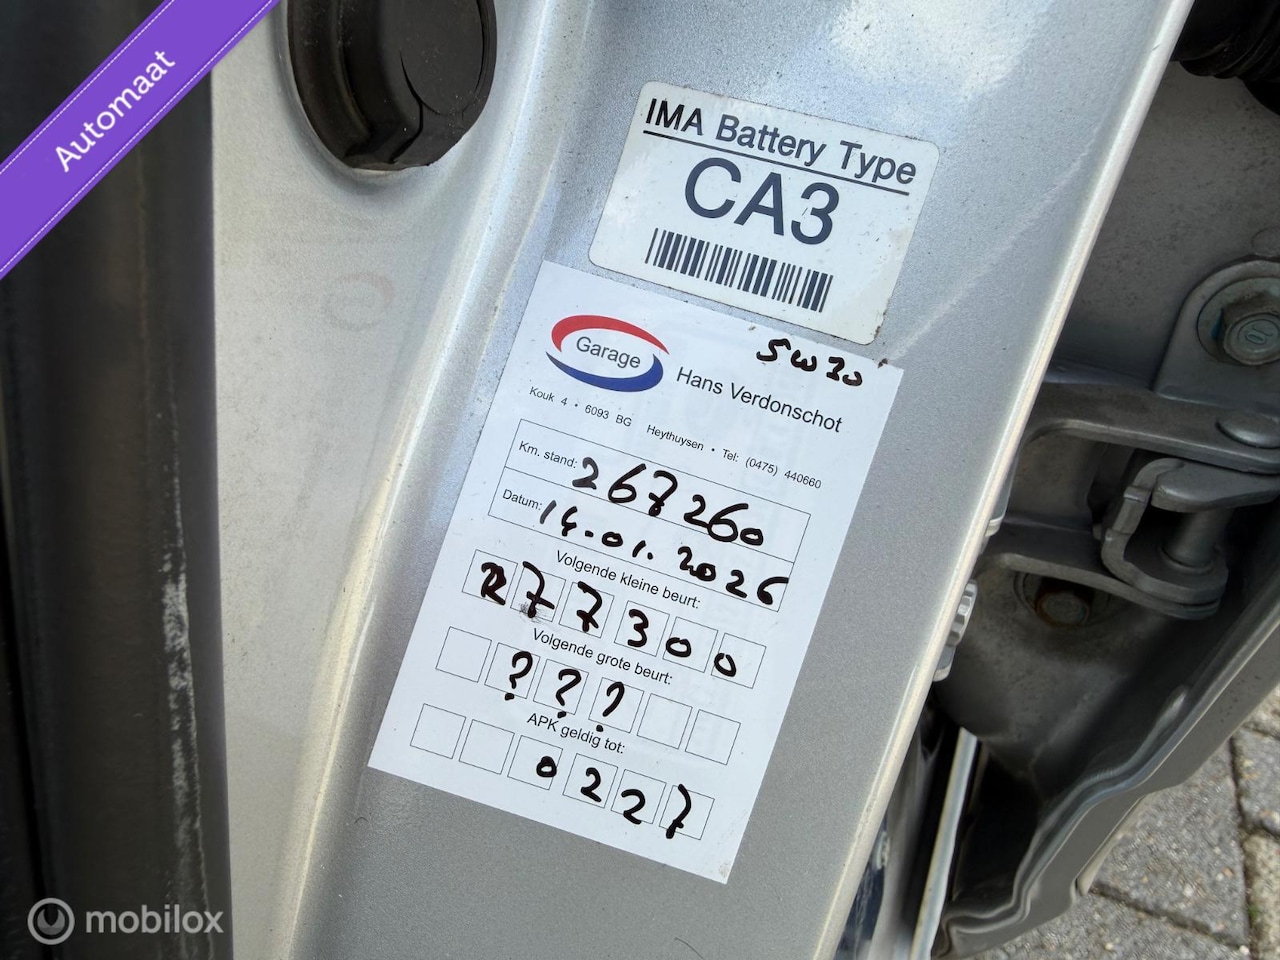 Automaat
IMA Battery Type
CA3
5W20
Garage
Hans Verdonschot
Kouk 4 • 6093 BG Heythuysen • Tel: (0475) 440660
Km. stand: 267260
Datum: 14.01.2026
Volgende kleine beurt:
277300
Volgende grote beurt:
???
APK geldig tot:
0227
mobilox